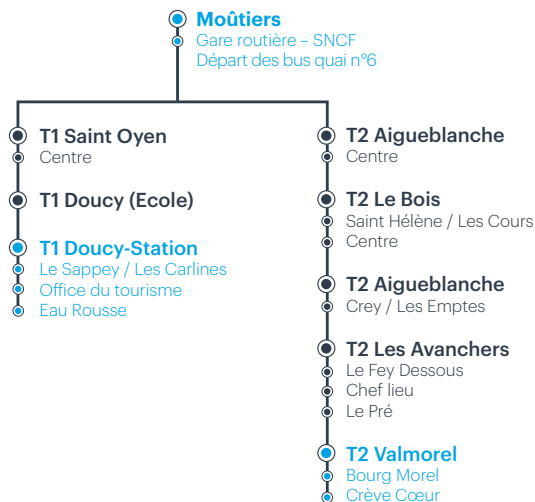 Moûtiers
Gare routière – SNCF
Départ des bus quai n°6
T1 Saint Oyen
Centre
T1 Doucy (Ecole)
T1 Doucy-Station
Le Sappey / Les Carlines
Office du tourisme
Eau Rousse
T2 Aigueblanche
Centre
T2 Le Bois
Saint Hélène / Les Cours
Centre
T2 Aigueblanche
Crey / Les Emptes
T2 Les Avanchers
Le Fey Dessous
Chef lieu
Le Pré
T2 Valmorel
Bourg Morel
Crève Cœur